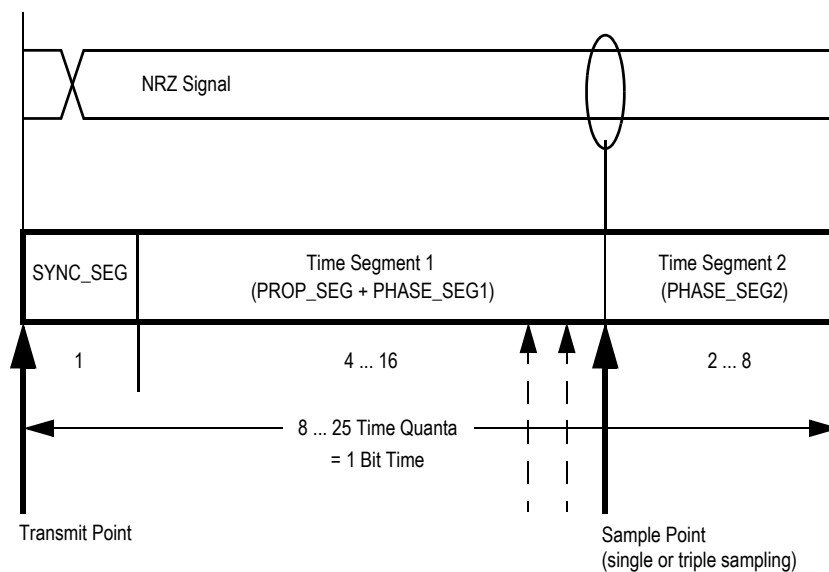 NRZ Signal
SYNC_SEG
Time Segment 1
(PROP_SEG + PHASE_SEG1)
Time Segment 2
(PHASE_SEG2)
1
4 ... 16
2 ... 8
8 ... 25 Time Quanta
= 1 Bit Time
Transmit Point
Sample Point
(single or triple sampling)